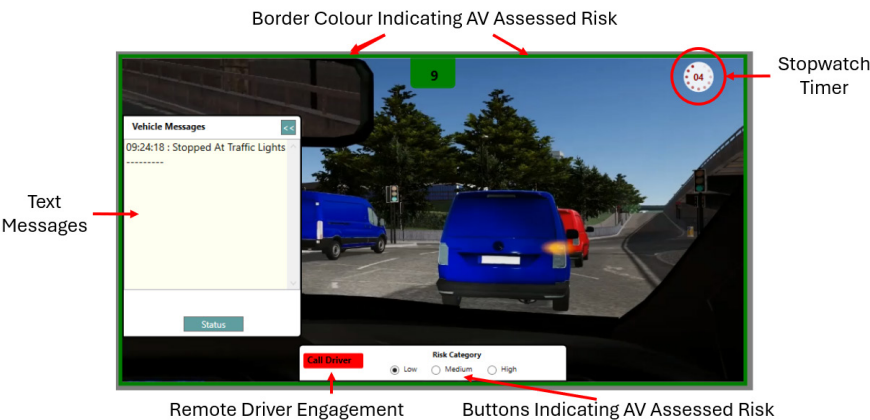 Border Colour Indicating AV Assessed Risk
9
04
Stopwatch
Timer
Vehicle Messages
<<
09:24:18 : Stopped At Traffic Lights
---------
Text
Messages
Status
Call Driver
Risk Category
Low
Medium
High
Remote Driver Engagement
Buttons Indicating AV Assessed Risk